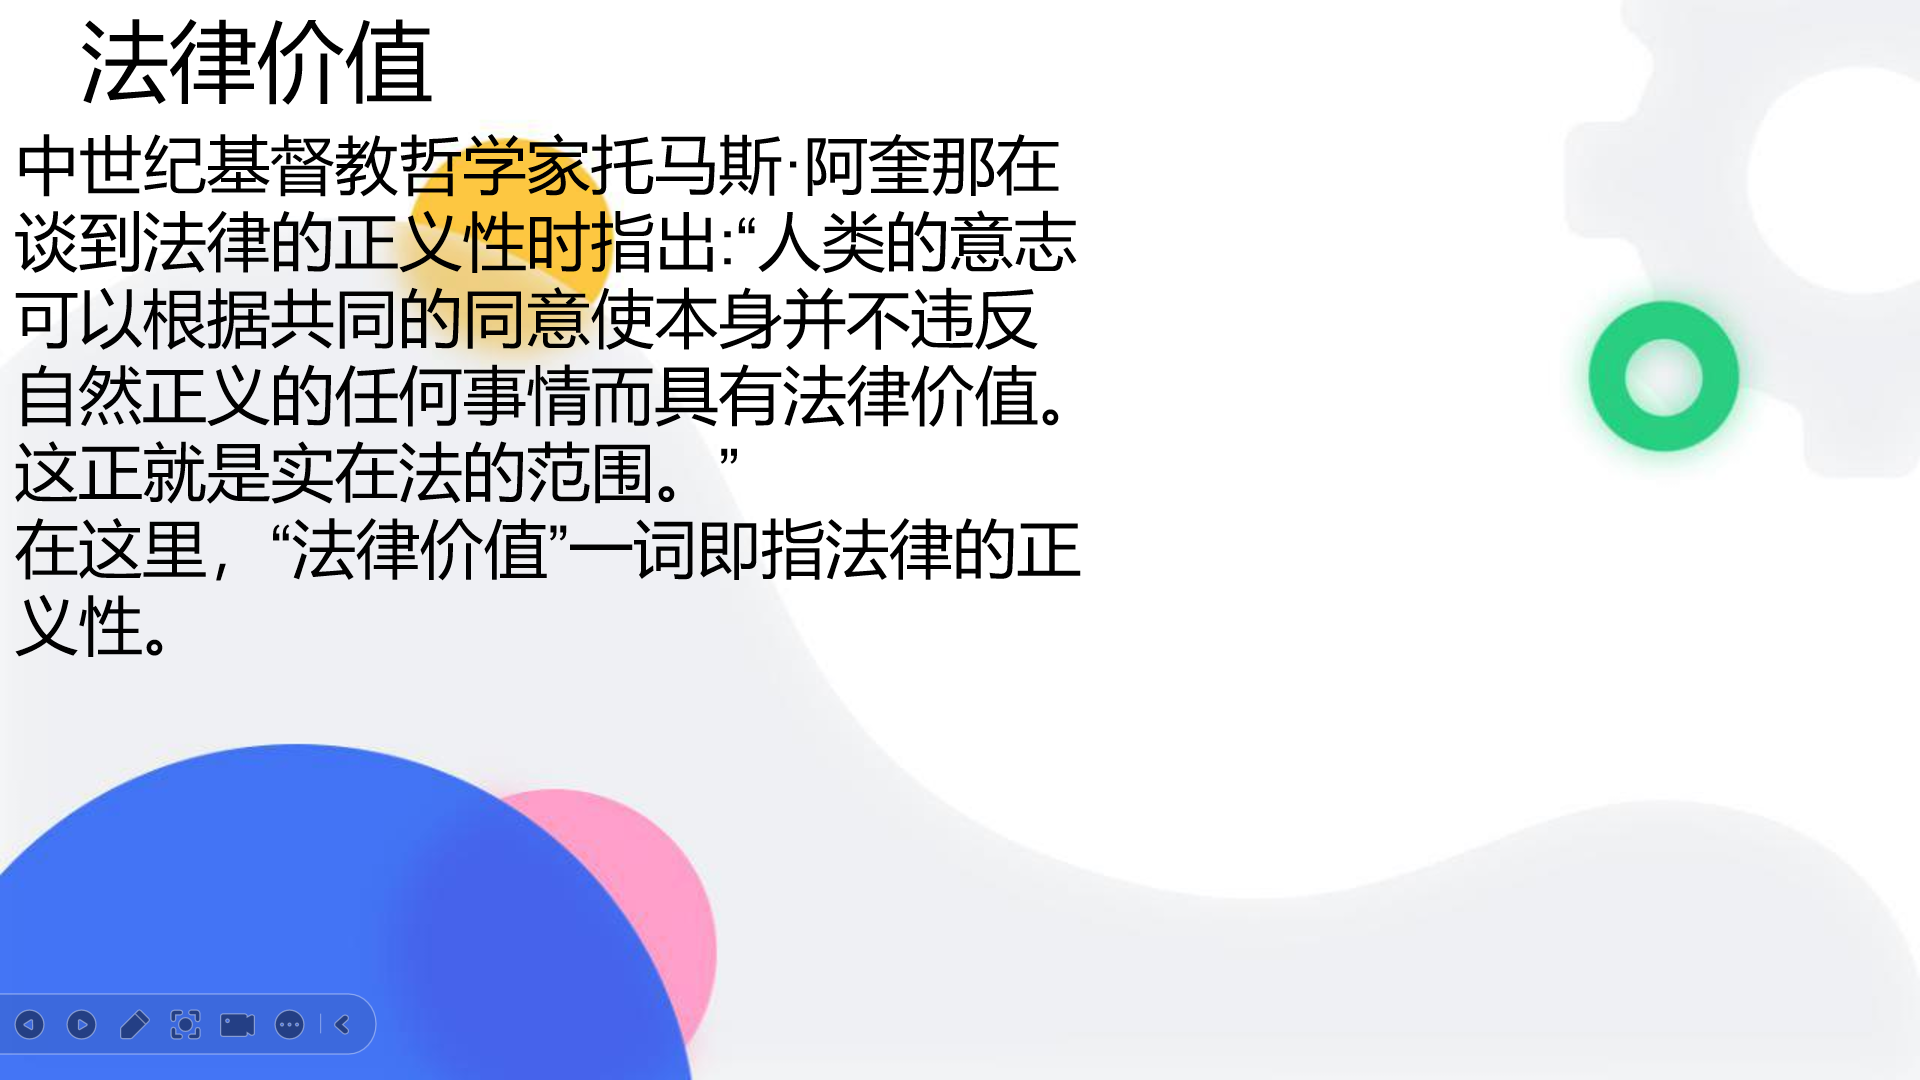 法律价值
中世纪基督教哲学家托马斯·阿奎那在
谈到法律的正义性时指出:“人类的意志
可以根据共同的同意使本身并不违反
自然正义的任何事情而具有法律价值。
这正就是实在法的范围。”
在这里，“法律价值”一词即指法律的正
义性。